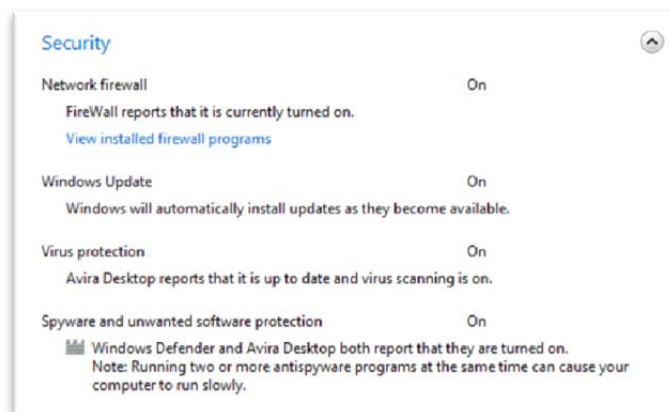 Security
Network firewall On
FireWall reports that it is currently turned on.
View installed firewall programs
Windows Update On
Windows will automatically install updates as they become available.
Virus protection On
Avira Desktop reports that it is up to date and virus scanning is on.
Spyware and unwanted software protection On
Windows Defender and Avira Desktop both report that they are turned on.
Note: Running two or more antispyware programs at the same time can cause your
computer to run slowly.